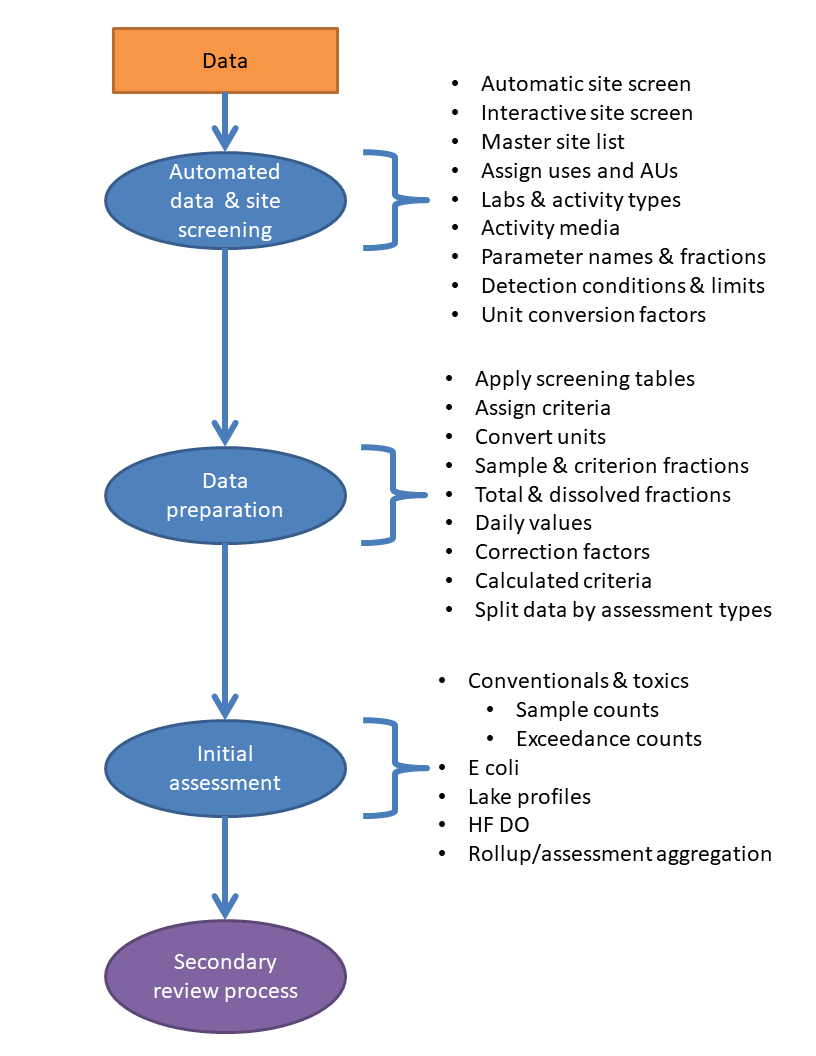 Data
Automated
data & site
screening
• Automatic site screen
• Interactive site screen
• Master site list
• Assign uses and AUs
• Labs & activity types
• Activity media
• Parameter names & fractions
• Detection conditions & limits
• Unit conversion factors
Data
preparation
• Apply screening tables
• Assign criteria
• Convert units
• Sample & criterion fractions
• Total & dissolved fractions
• Daily values
• Correction factors
• Calculated criteria
• Split data by assessment types
Initial
assessment
• Conventionals & toxics
• Sample counts
• Exceedance counts
• E coli
• Lake profiles
• HF DO
• Rollup/assessment aggregation
Secondary
review process